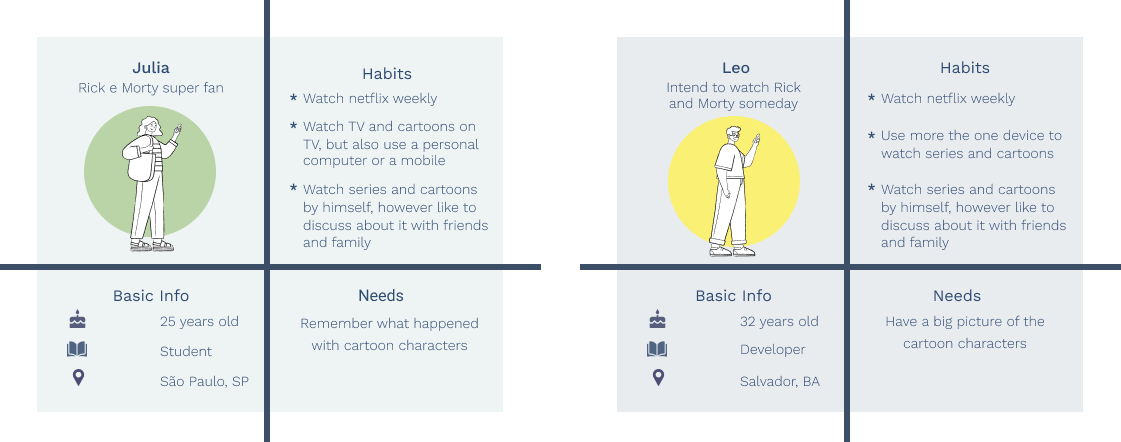 Julia
Rick e Morty super fan
Habits
* Watch netflix weekly
* Watch TV and cartoons on
TV, but also use a personal
computer or a mobile
* Watch series and cartoons
by himself, however like to
discuss about it with friends
and family
Basic Info
25 years old
Student
São Paulo, SP
Needs
Remember what happened
with cartoon characters
Leo
Intend to watch Rick
and Morty someday
Habits
* Watch netflix weekly
* Use more the one device to
watch series and cartoons
* Watch series and cartoons
by himself, however like to
discuss about it with friends
and family
Basic Info
32 years old
Developer
Salvador, BA
Needs
Have a big picture of the
cartoon characters